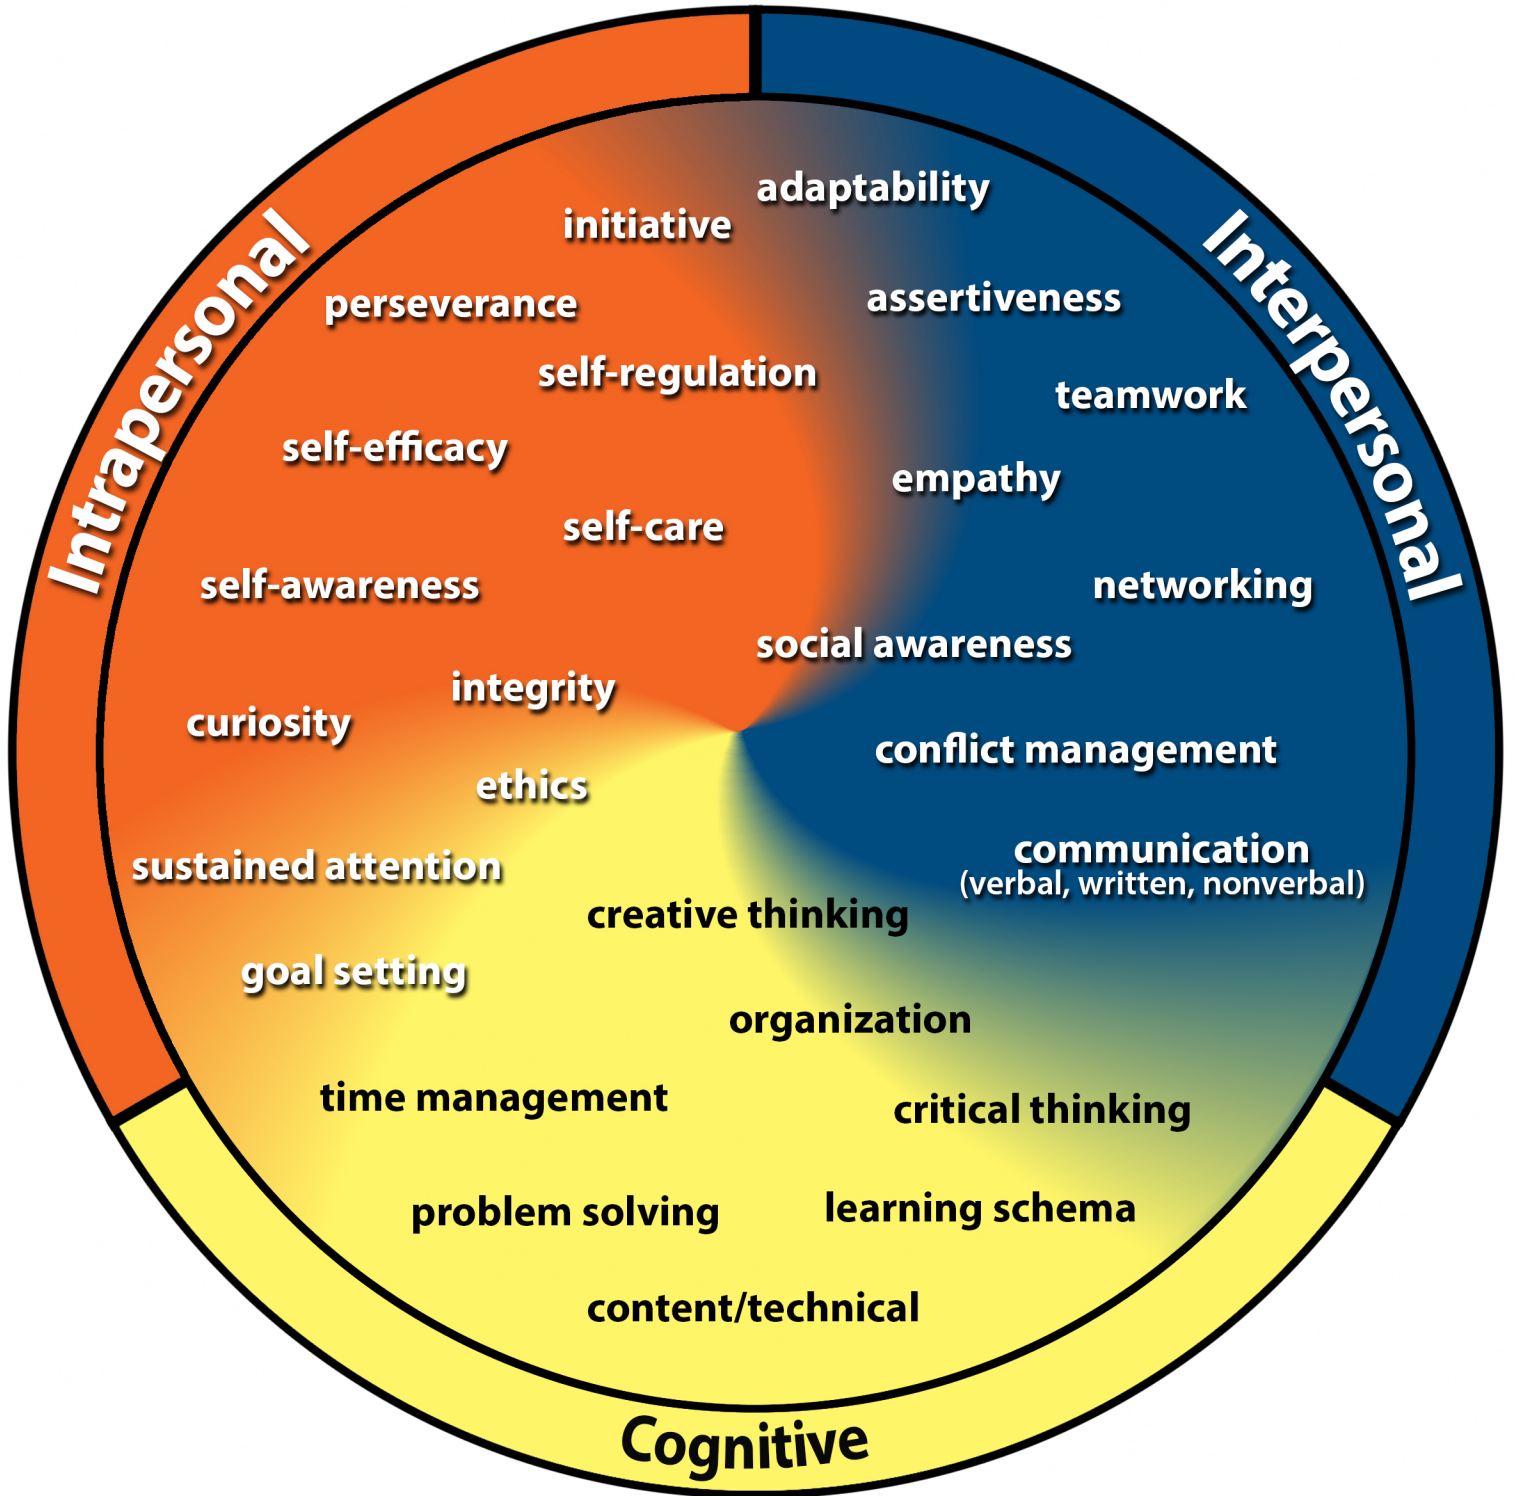 Intrapersonal
Interpersonal
adaptability
initiative
assertiveness
perseverance
self-regulation
teamwork
self-efficacy
empathy
self-care
self-awareness
networking
social awareness
integrity
curiosity
conflict management
ethics
communication
(verbal, written, nonverbal)
sustained attention
creative thinking
goal setting
organization
time management
critical thinking
problem solving
learning schema
content/technical
Cognitive